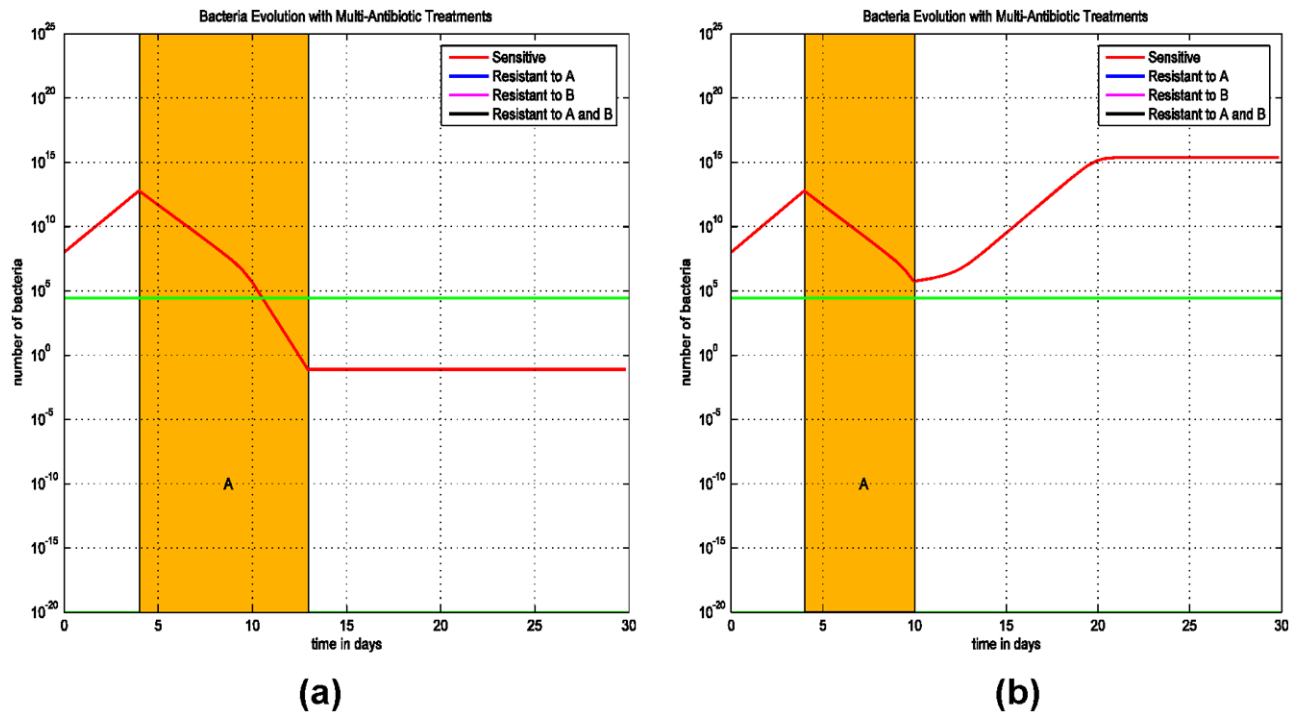 Bacteria Evolution with Multi-Antibiotic Treatments
10^25
10^20
10^15
10^10
10^5
10^0
10^-5
10^-10
10^-15
10^-20
number of bacteria
Sensitive
Resistant to A
Resistant to B
Resistant to A and B
A
0 5 10 15 20 25 30
time in days
(a)
Bacteria Evolution with Multi-Antibiotic Treatments
10^25
10^20
10^15
10^10
10^5
10^0
10^-5
10^-10
10^-15
10^-20
number of bacteria
Sensitive
Resistant to A
Resistant to B
Resistant to A and B
A
0 5 10 15 20 25 30
time in days
(b)